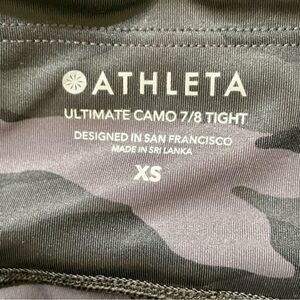 ATHLETA
ULTIMATE CAMO 7/8 TIGHT
DESIGNED IN SAN FRANCISCO
MADE IN SRI LANKA
XS